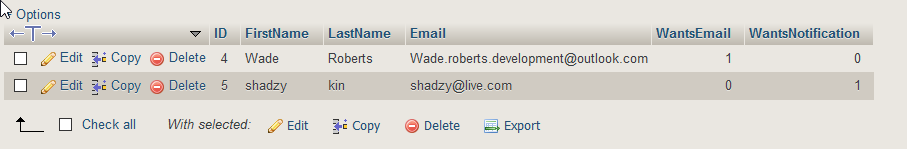 Options
ID FirstName LastName Email WantsEmail WantsNotification
Edit Copy Delete 4 Wade Roberts Wade.roberts.development@outlook.com 1 0
Edit Copy Delete 5 shadzy kin shadzy@live.com 0 1
Check all With selected: Edit Copy Delete Export